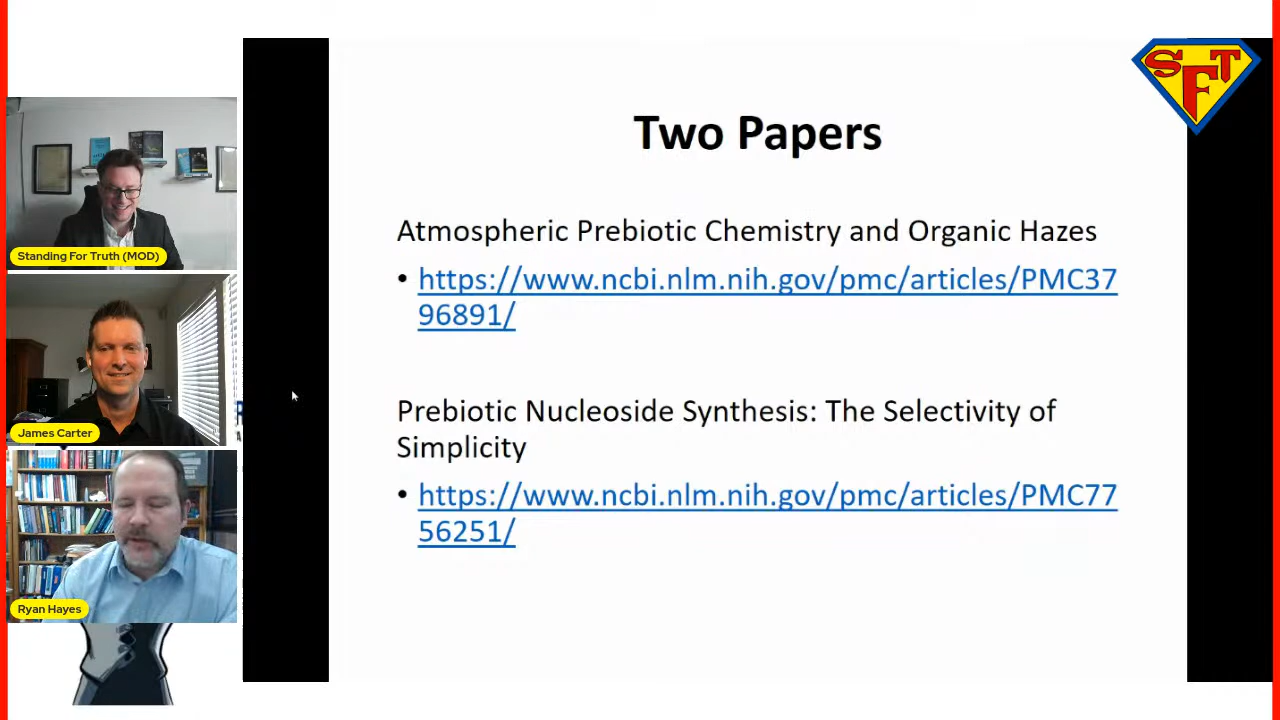 SFT
Two Papers
Atmospheric Prebiotic Chemistry and Organic Hazes
• https://www.ncbi.nlm.nih.gov/pmc/articles/PMC37
96891/
Prebiotic Nucleoside Synthesis: The Selectivity of
Simplicity
• https://www.ncbi.nlm.nih.gov/pmc/articles/PMC77
56251/
Standing For Truth (MOD)
James Carter
Ryan Hayes